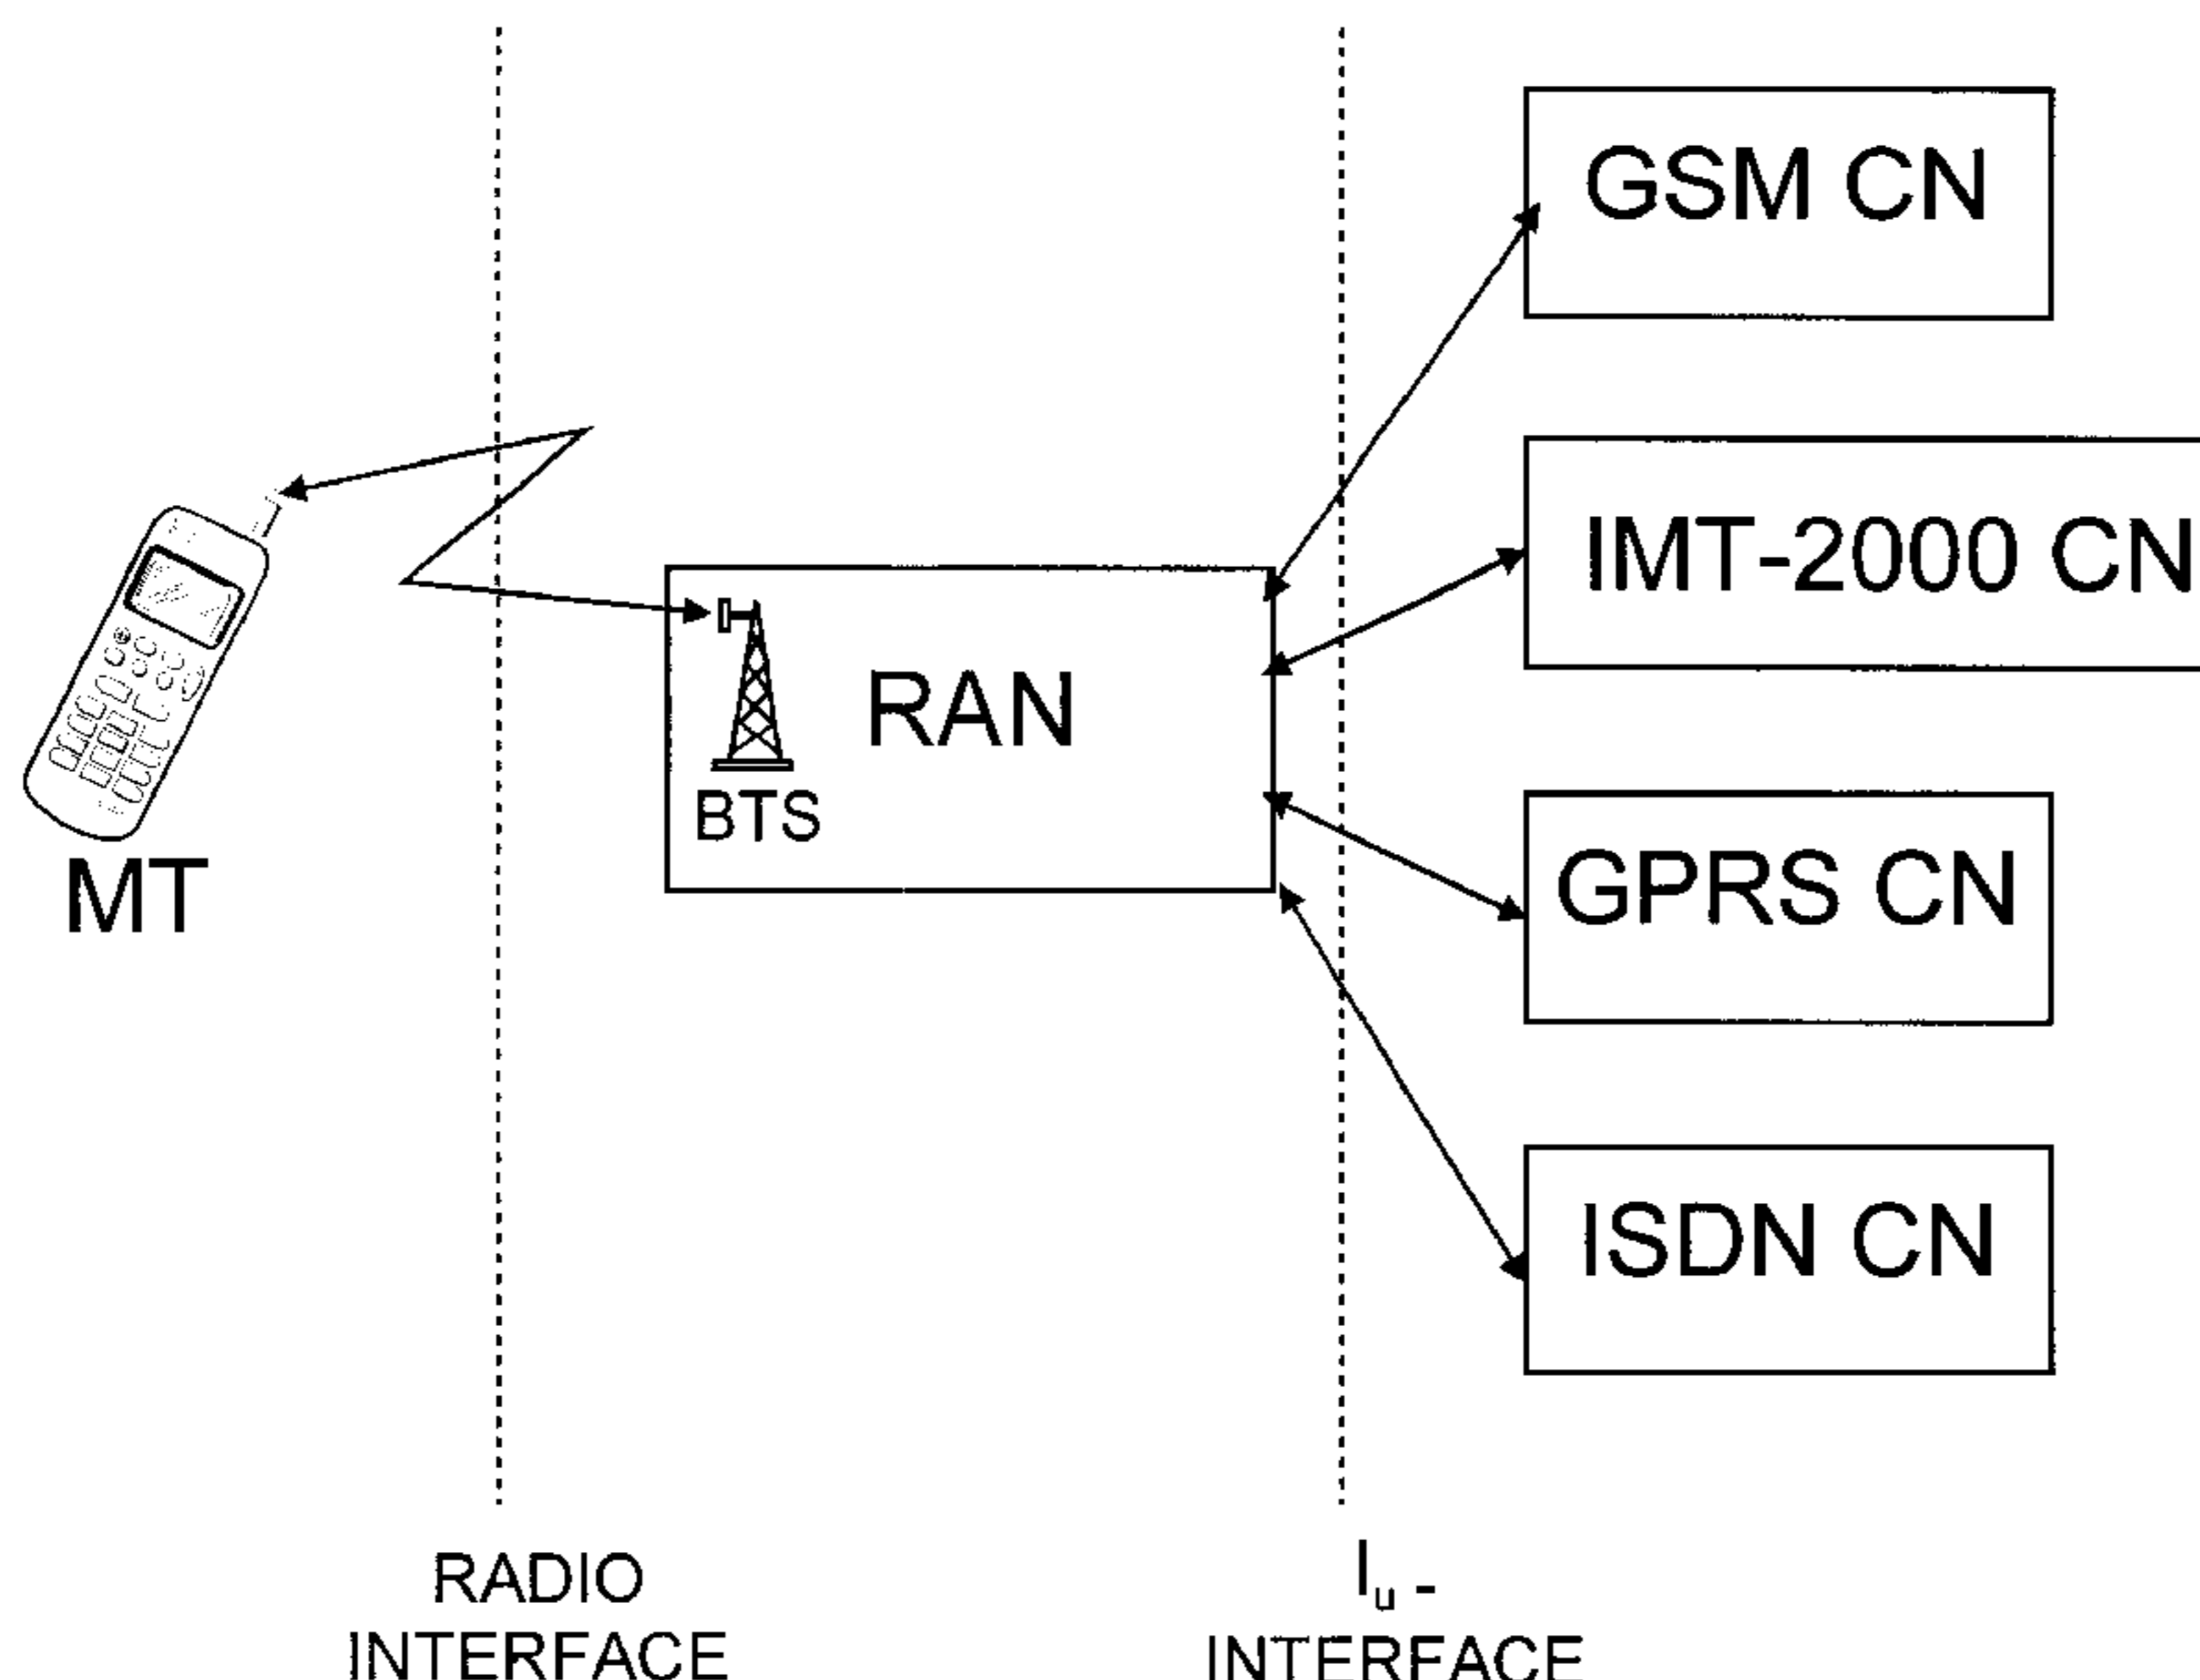 GSM CN
IMT-2000 CN
RAN
BTS
MT
GPRS CN
ISDN CN
RADIO
INTERFACE
Iu -
INTERFACE